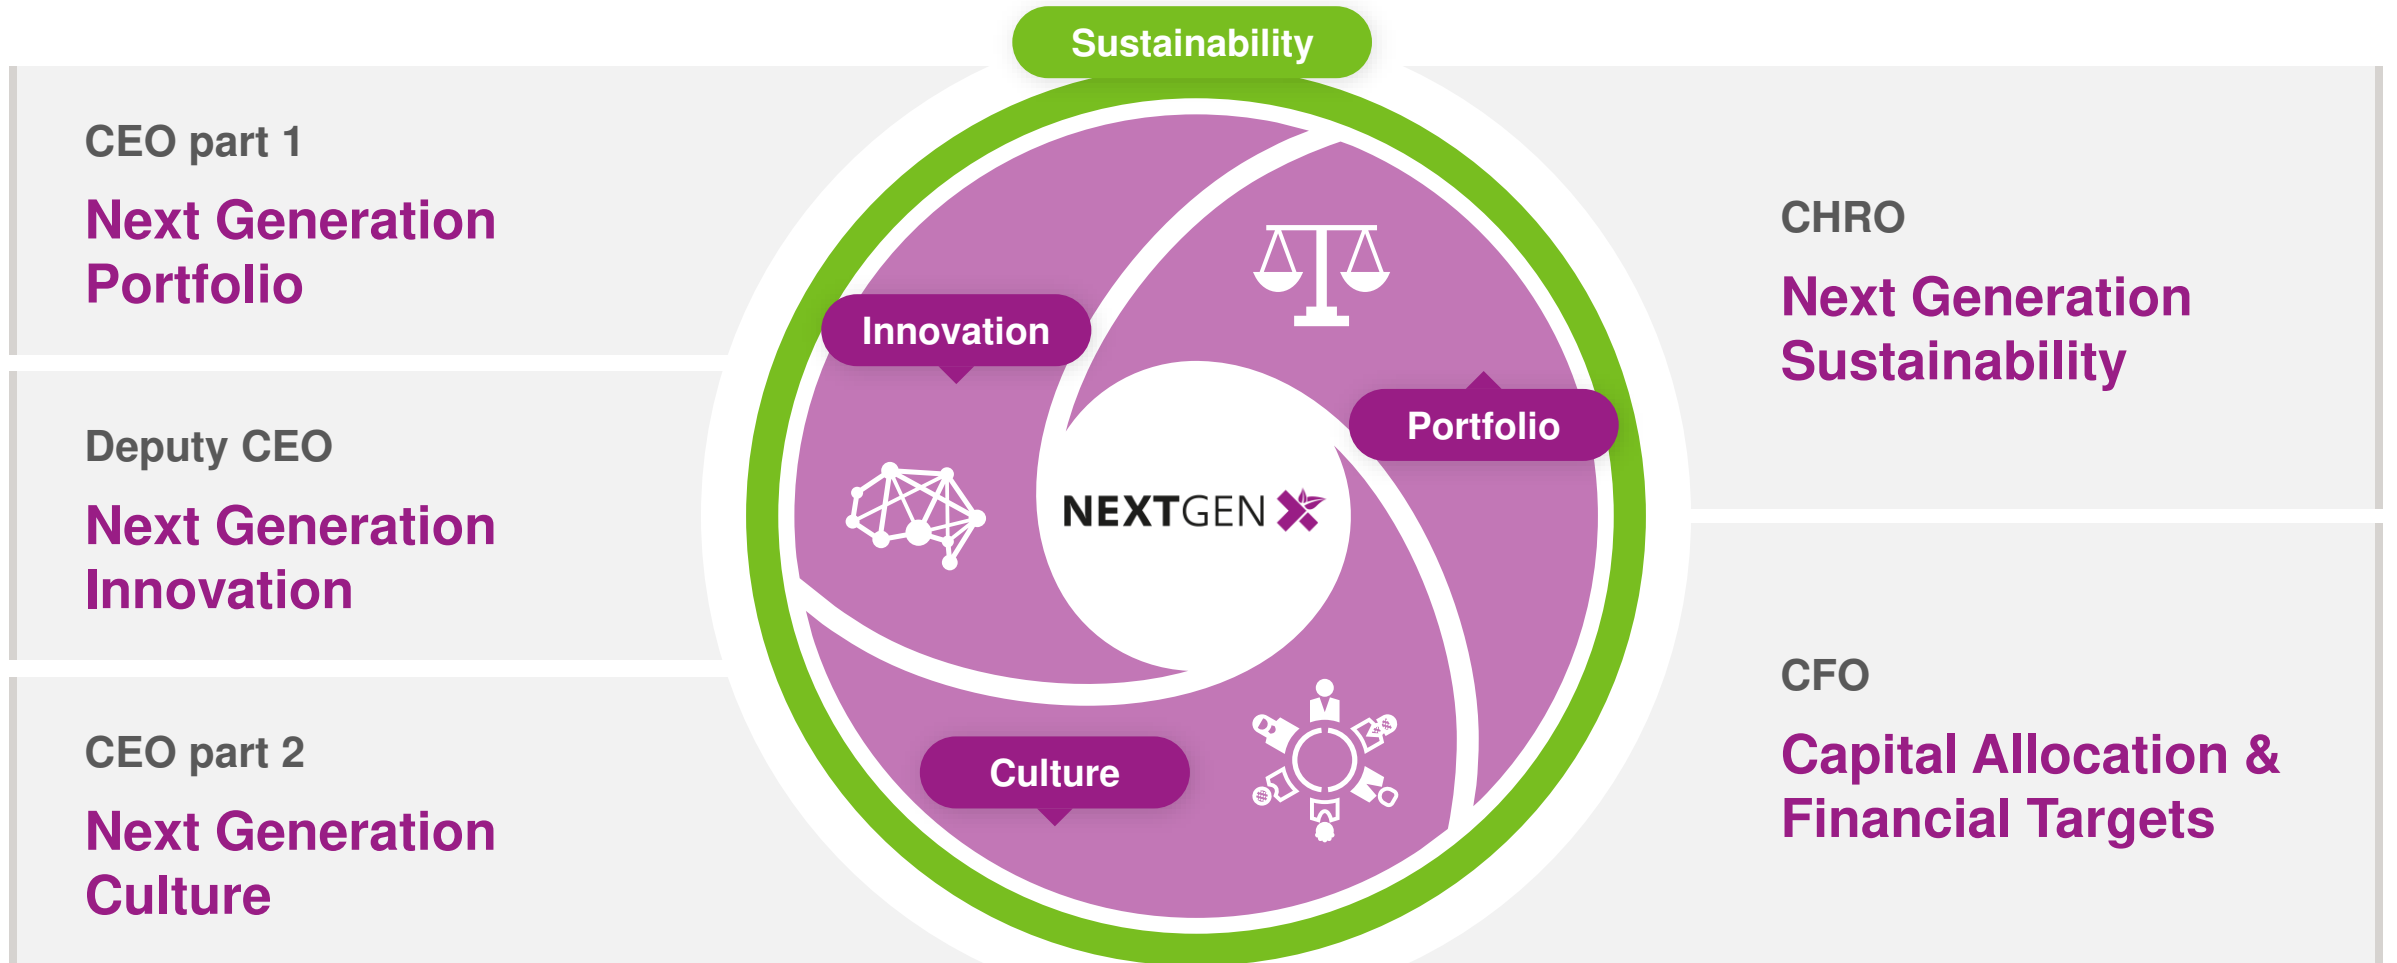 Sustainability
CEO part 1
Next Generation
Portfolio
Deputy CEO
Next Generation
Innovation
CEO part 2
Next Generation
Culture
Innovation
Portfolio
NEXTGEN
Culture
CHRO
Next Generation
Sustainability
CFO
Capital Allocation &
Financial Targets